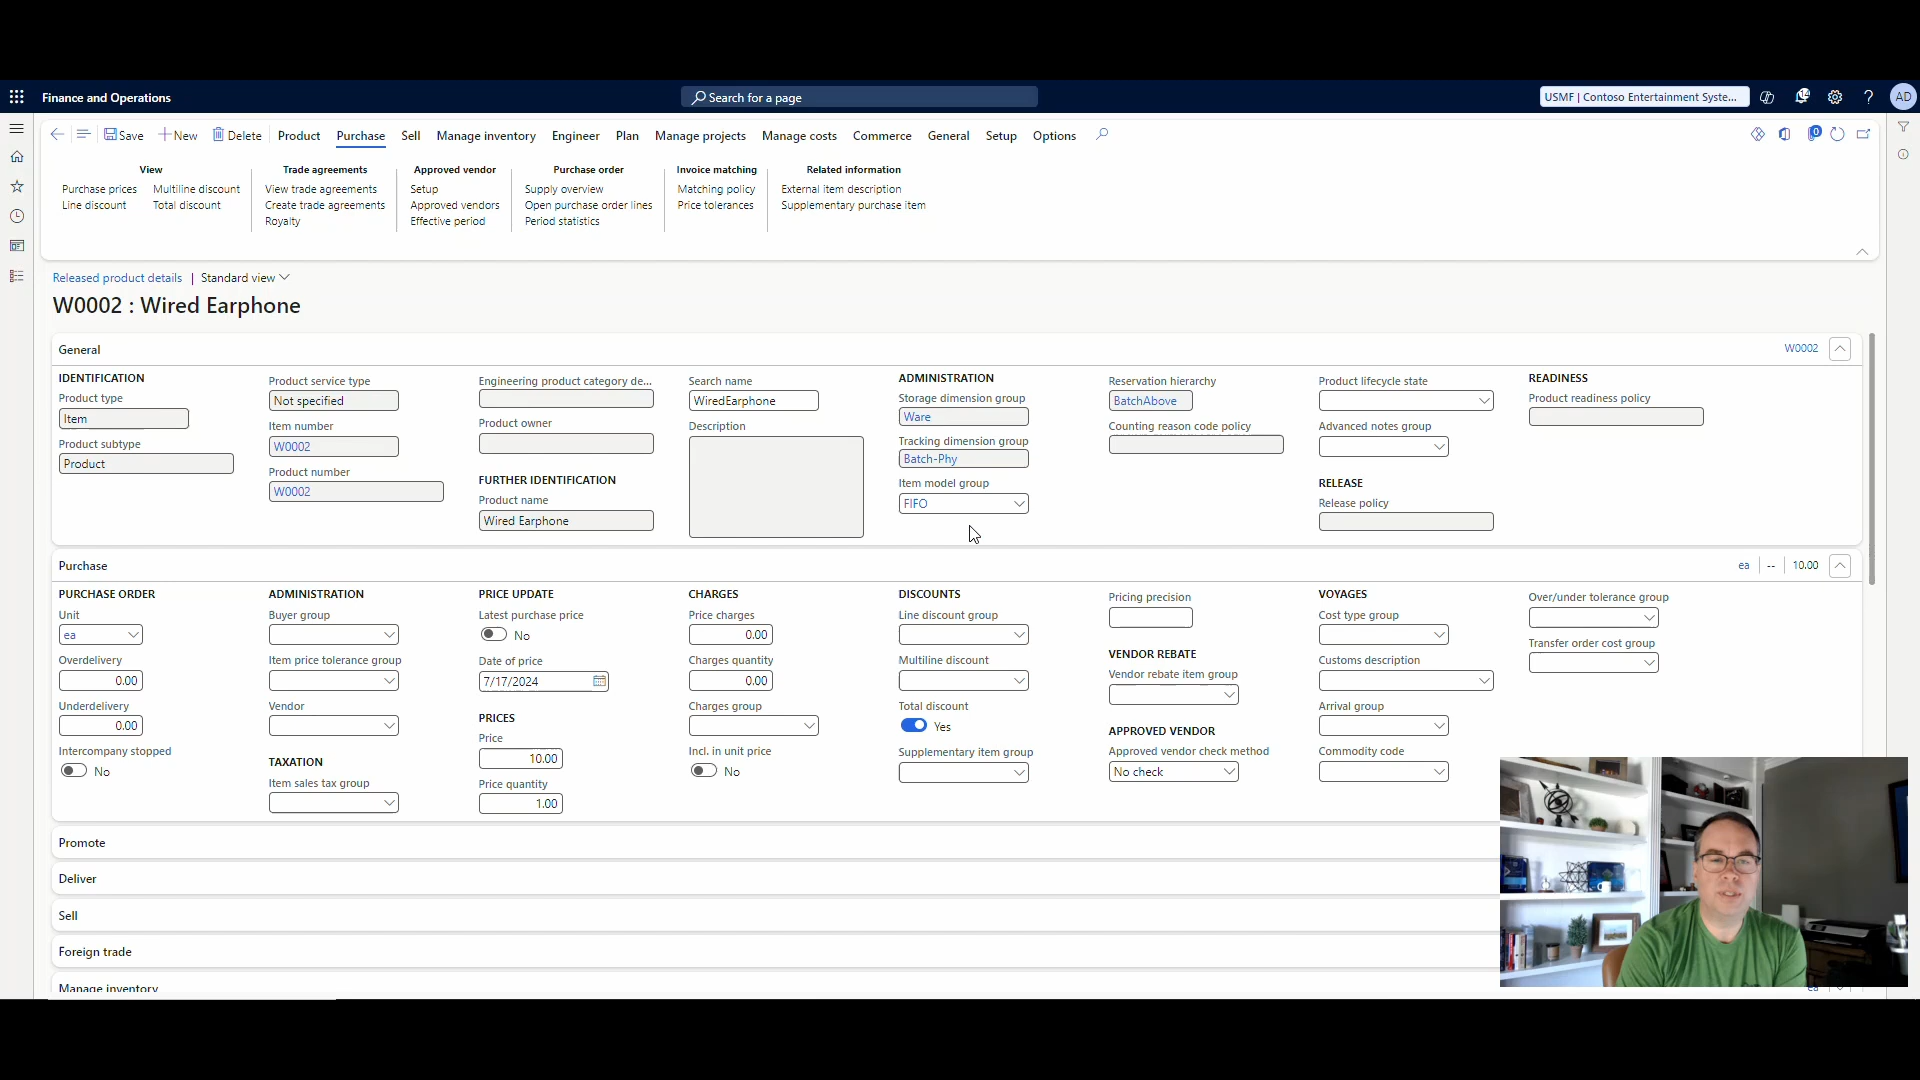 Finance and Operations
Search for a page
USMF | Contoso Entertainment Syste...
14
AD
Save
New
Delete
Product
Purchase
Sell
Manage inventory
Engineer
Plan
Manage projects
Manage costs
Commerce
General
Setup
Options
0
View
Purchase prices
Multiline discount
Line discount
Total discount
Trade agreements
View trade agreements
Create trade agreements
Royalty
Approved vendor
Setup
Approved vendors
Effective period
Purchase order
Supply overview
Open purchase order lines
Period statistics
Invoice matching
Matching policy
Price tolerances
Related information
External item description
Supplementary purchase item
Released product details | Standard view
W0002 : Wired Earphone
General
W0002
IDENTIFICATION
Product type
Item
Product subtype
Product
Product service type
Not specified
Item number
W0002
Product number
W0002
Engineering product category de...
Product owner
FURTHER IDENTIFICATION
Product name
Wired Earphone
Search name
WiredEarphone
Description
ADMINISTRATION
Storage dimension group
Ware
Tracking dimension group
Batch-Phy
Item model group
FIFO
Reservation hierarchy
BatchAbove
Counting reason code policy
Product lifecycle state
Advanced notes group
RELEASE
Release policy
READINESS
Product readiness policy
Purchase
ea | -- | 10.00
PURCHASE ORDER
Unit
ea
Overdelivery
0.00
Underdelivery
0.00
Intercompany stopped
No
ADMINISTRATION
Buyer group
Item price tolerance group
Vendor
TAXATION
Item sales tax group
PRICE UPDATE
Latest purchase price
No
Date of price
7/17/2024
PRICES
Price
10.00
Price quantity
1.00
CHARGES
Price charges
0.00
Charges quantity
0.00
Charges group
Incl. in unit price
No
DISCOUNTS
Line discount group
Multiline discount
Total discount
Yes
Supplementary item group
Pricing precision
VENDOR REBATE
Vendor rebate item group
APPROVED VENDOR
Approved vendor check method
No check
VOYAGES
Cost type group
Customs description
Arrival group
Commodity code
Over/under tolerance group
Transfer order cost group
Promote
Deliver
Sell
Foreign trade
Manage inventory
ea